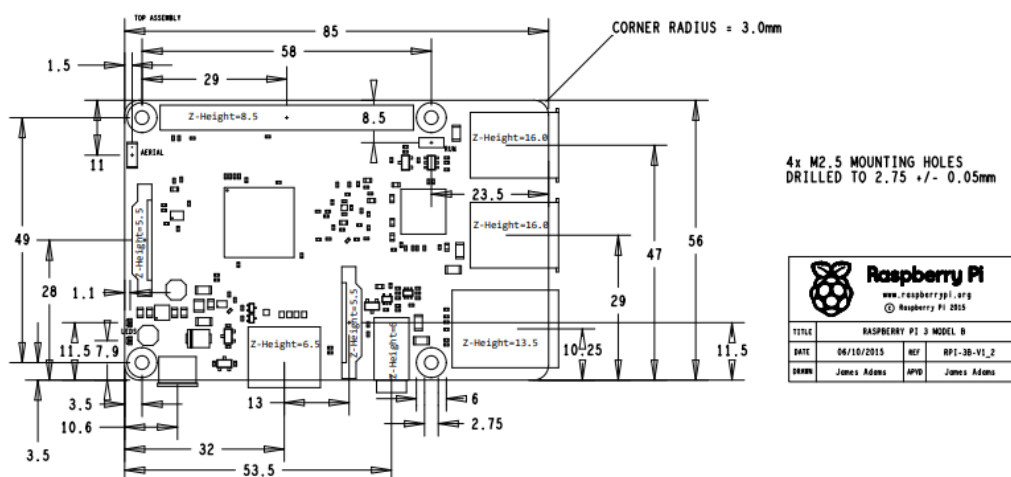 TOP ASSEMBLY
85
CORNER RADIUS = 3.0mm
58
1.5
29
Z-Height=8.5
8.5
Z-Height=16.0
RUN
AERIAL
11
4x M2.5 MOUNTING HOLES
DRILLED TO 2.75 +/- 0.05mm
23.5
49
Z-Height=5.5
Z-Height=16.0
47
56
28
29
1.1
Raspberry Pi
www.raspberrypi.org
© Raspberry Pi 2015
TITLE RASPBERRY PI 3 MODEL B
DATE 06/10/2015 REF RPI-3B-V1_2
DRAWN James Adams APVD James Adams
LEDS
11.5
7.9
Z-Height=6.5
Z-Height=5.5
Z-Height=6
Z-Height=13.5
10.25
11.5
3.5
13
6
10.6
2.75
3.5
32
53.5